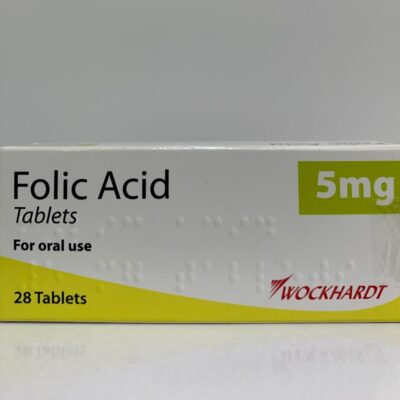 Folic Acid
5mg
Tablets
For oral use
28 Tablets
WOCKHARDT